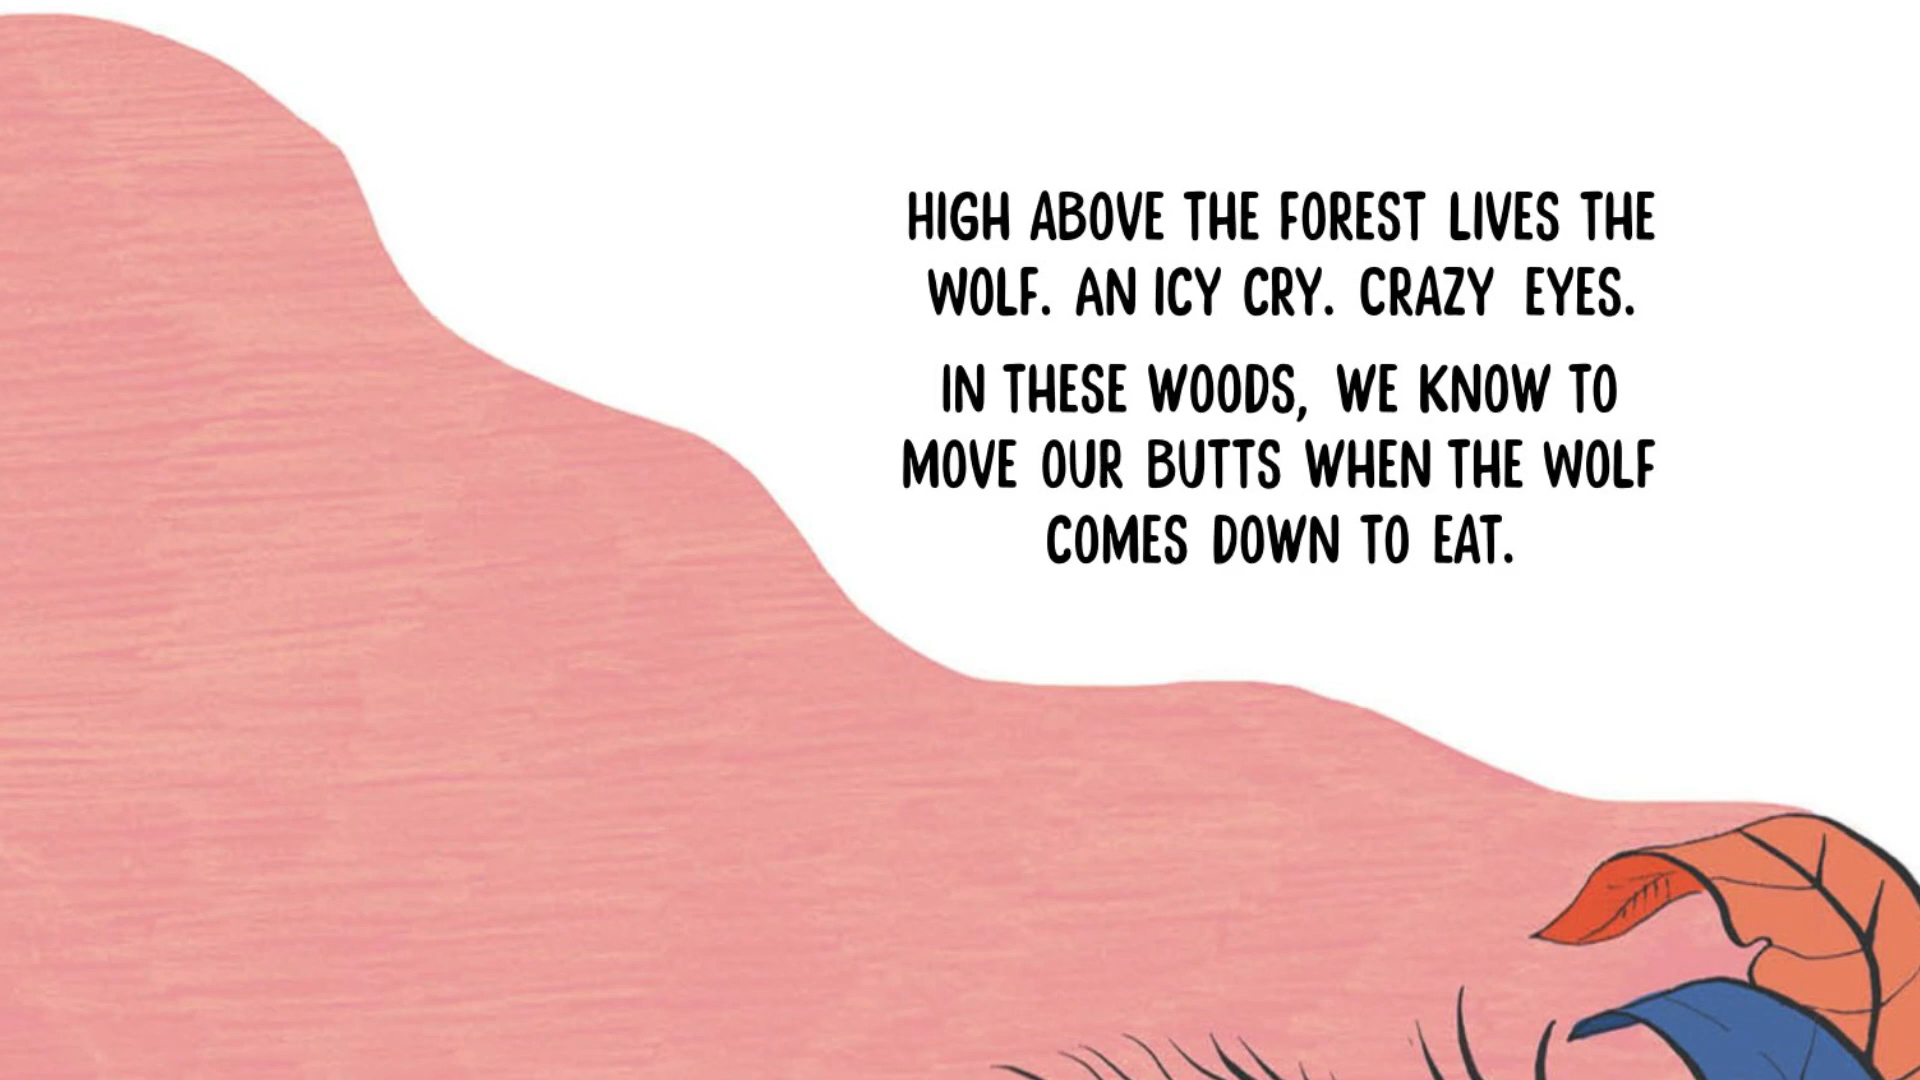 HIGH ABOVE THE FOREST LIVES THE
WOLF. AN ICY CRY. CRAZY EYES.
IN THESE WOODS, WE KNOW TO
MOVE OUR BUTTS WHEN THE WOLF
COMES DOWN TO EAT.